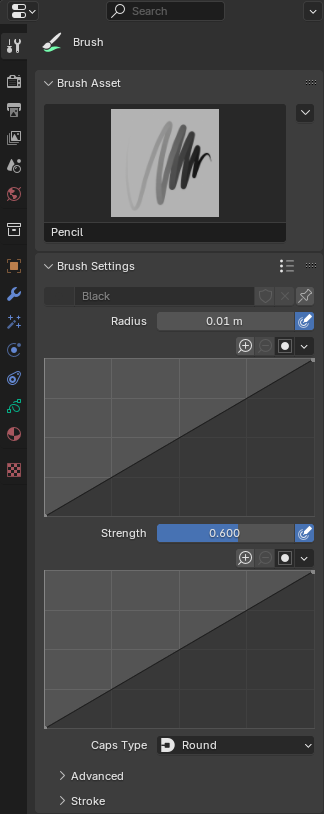 Search
Brush
Brush Asset
Pencil
Brush Settings
Black
Radius 0.01 m
Strength 0.600
Caps Type Round
Advanced
Stroke